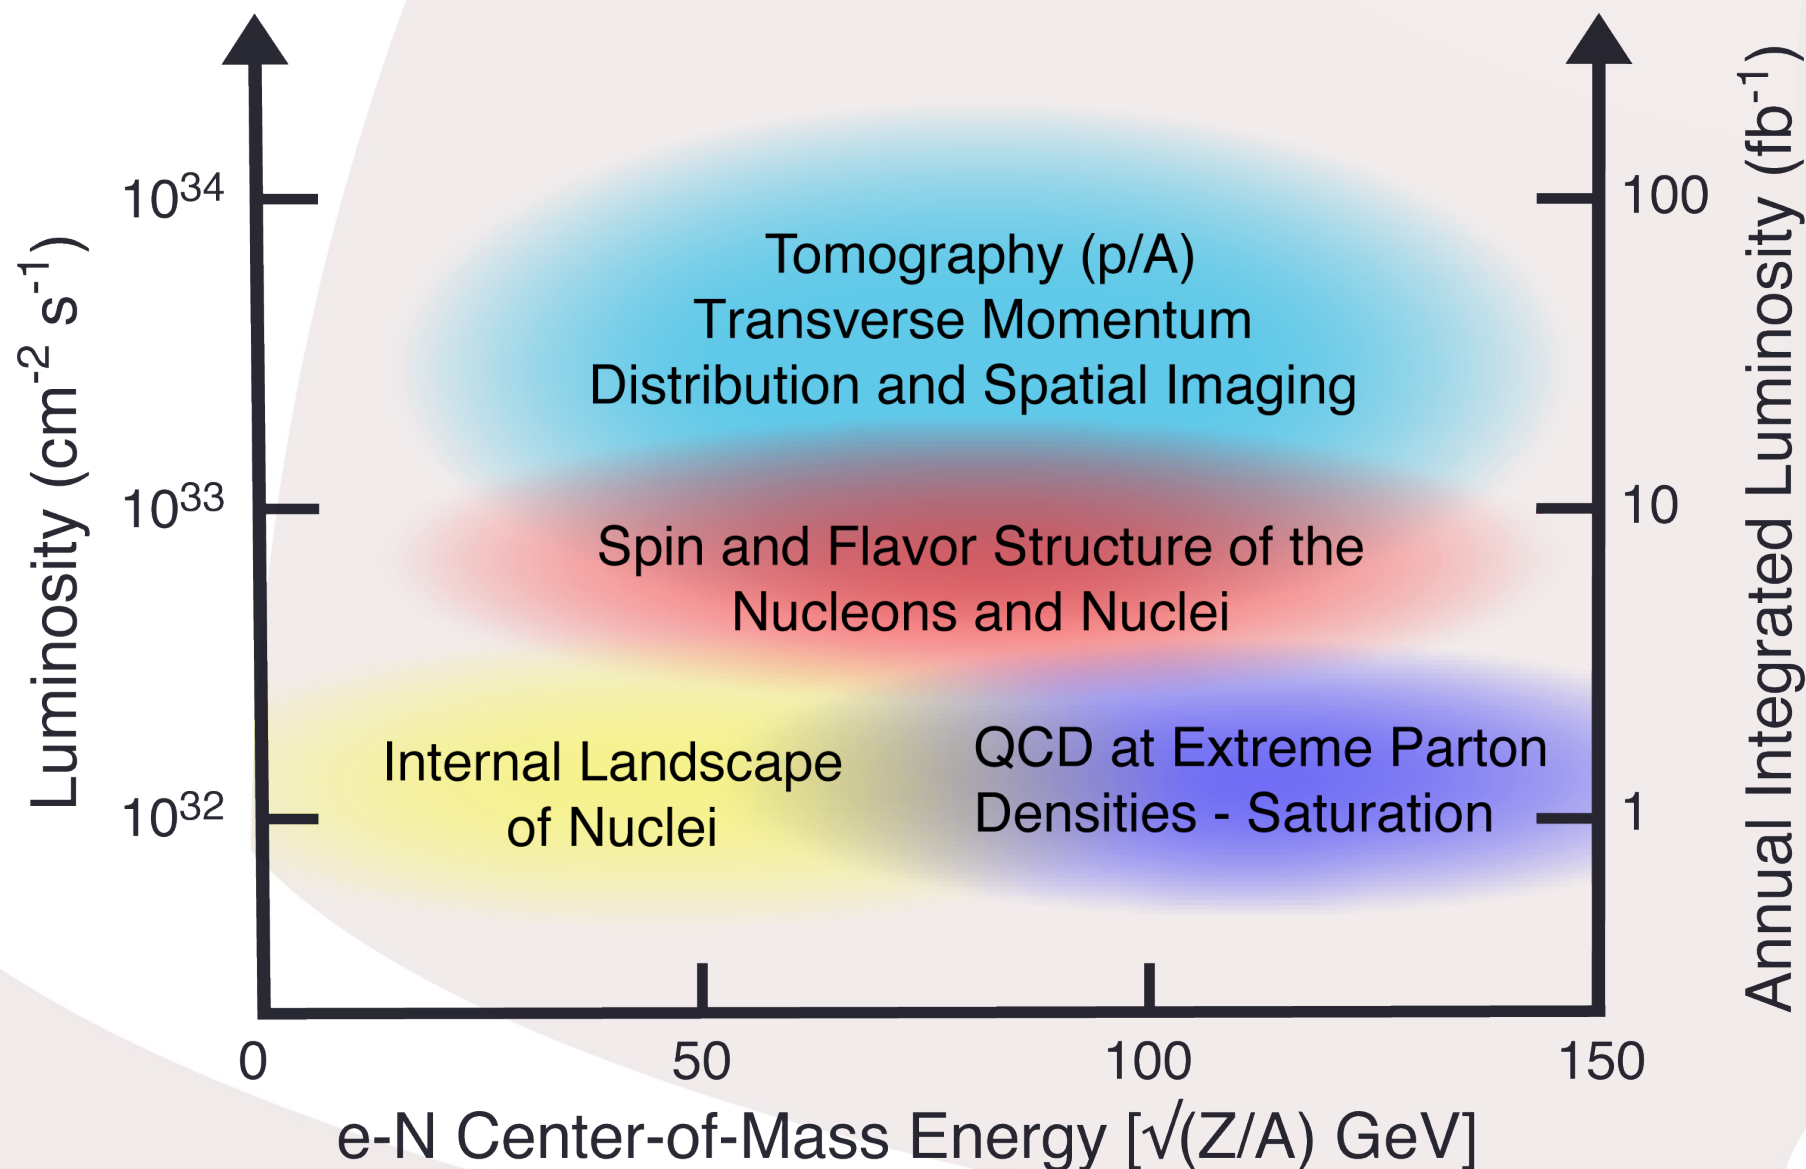 Luminosity (cm⁻² s⁻¹)
10³⁴
10³³
10³²
Tomography (p/A)
Transverse Momentum
Distribution and Spatial Imaging
Spin and Flavor Structure of the
Nucleons and Nuclei
Internal Landscape
of Nuclei
QCD at Extreme Parton
Densities - Saturation
100
10
1
Annual Integrated Luminosity (fb⁻¹)
0
50
100
150
e-N Center-of-Mass Energy [√(Z/A) GeV]